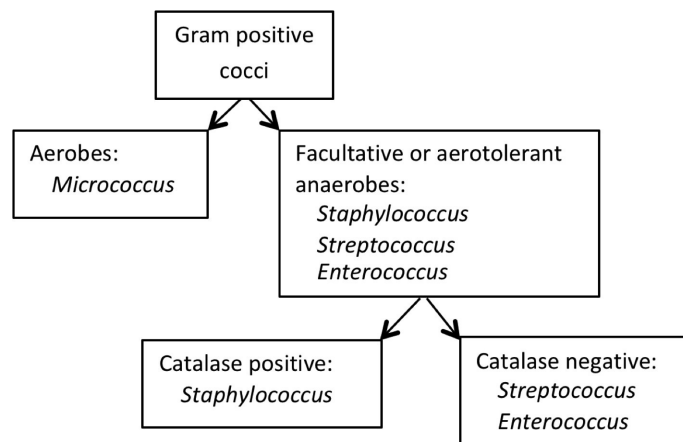 Gram positive
cocci
Aerobes:
Micrococcus
Facultative or aerotolerant
anaerobes:
Staphylococcus
Streptococcus
Enterococcus
Catalase positive:
Staphylococcus
Catalase negative:
Streptococcus
Enterococcus